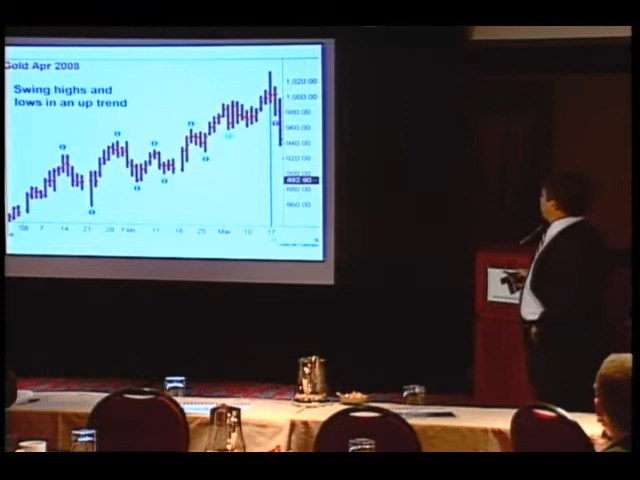 Gold Apr 2008
Swing highs and
lows in an up trend
1,020.00
1,000.00
980.00
960.00
940.00
920.00
880.00
860.00
'08 7 14 21 28 Feb 11 18 25 Mar 10 17